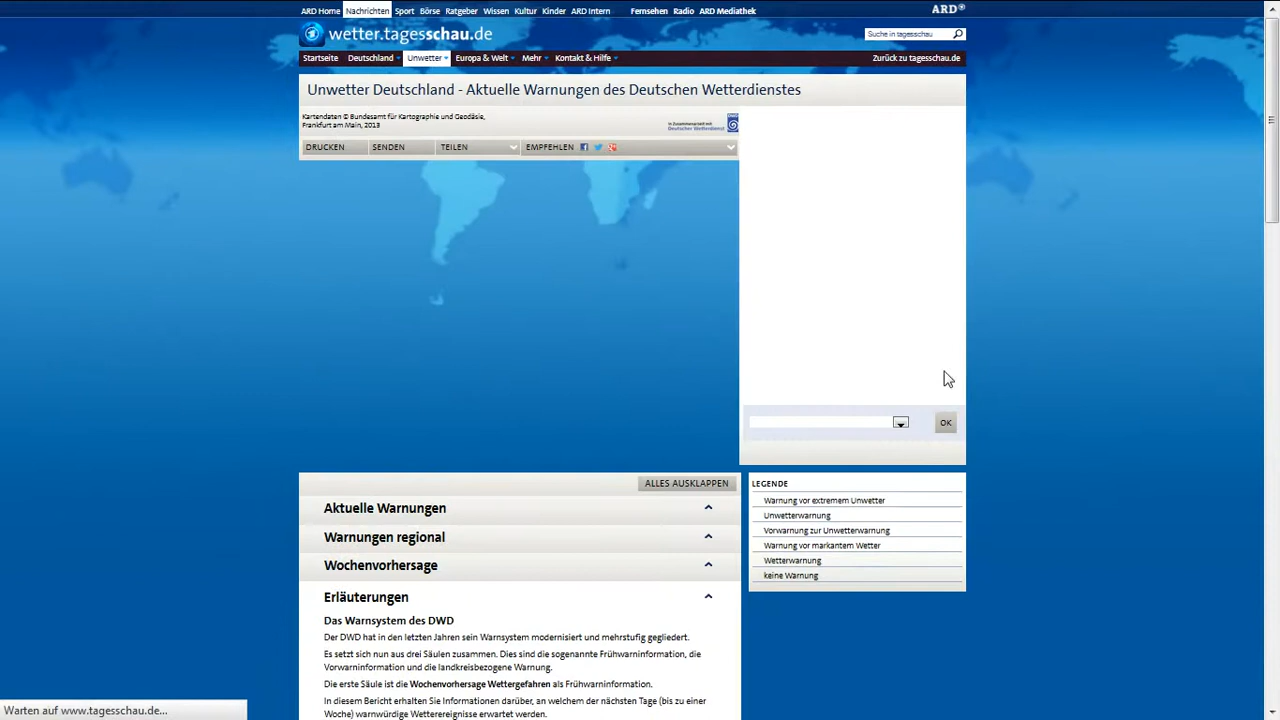 ARD Home Nachrichten Sport Börse Ratgeber Wissen Kultur Kinder ARD Intern Fernsehen Radio ARD Mediathek ARD
wetter.tagesschau.de
Suche in tagesschau
Startseite Deutschland Unwetter Europa & Welt Mehr Kontakt & Hilfe Zurück zu tagesschau.de
Unwetter Deutschland - Aktuelle Warnungen des Deutschen Wetterdienstes
Kartendaten © Bundesamt für Kartographie und Geodäsie,
Frankfurt am Main, 2013
In Zusammenarbeit mit
Deutscher Wetterdienst
DWD
DRUCKEN SENDEN TEILEN EMPFEHLEN
OK
ALLES AUSKLAPPEN
Aktuelle Warnungen
Warnungen regional
Wochenvorhersage
Erläuterungen
Das Warnsystem des DWD
Der DWD hat in den letzten Jahren sein Warnsystem modernisiert und mehrstufig gegliedert.
Es setzt sich nun aus drei Säulen zusammen. Dies sind die sogenannte Frühwarninformation, die
Vorwarninformation und die landkreisbezogene Warnung.
Die erste Säule ist die Wochenvorhersage Wettergefahren als Frühwarninformation.
In diesem Bericht erhalten Sie Informationen darüber, an welchem der nächsten Tage (bis zu einer
Woche) warnwürdige Wetterereignisse erwartet werden.
LEGENDE
Warnung vor extremem Unwetter
Unwetterwarnung
Vorwarnung zur Unwetterwarnung
Warnung vor markantem Wetter
Wetterwarnung
keine Warnung
Warten auf www.tagesschau.de...